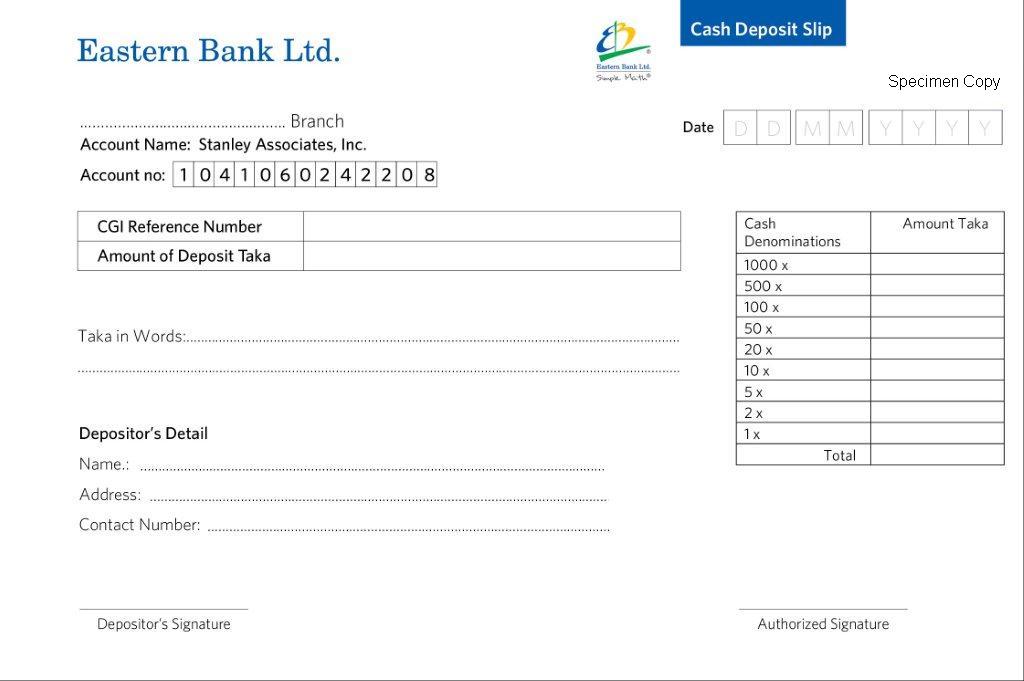 Eastern Bank Ltd.
Eastern Bank Ltd.
Simple Math®
Cash Deposit Slip
Specimen Copy
.............................................. Branch
Date D D M M Y Y Y Y
Account Name: Stanley Associates, Inc.
Account no: 1 0 4 1 0 6 0 2 4 2 2 0 8
CGI Reference Number
Amount of Deposit Taka
Cash Denominations Amount Taka
1000 x
500 x
100 x
50 x
20 x
10 x
5 x
2 x
1 x
Total
Taka in Words:
Depositor's Detail
Name.:
Address:
Contact Number:
Depositor's Signature
Authorized Signature